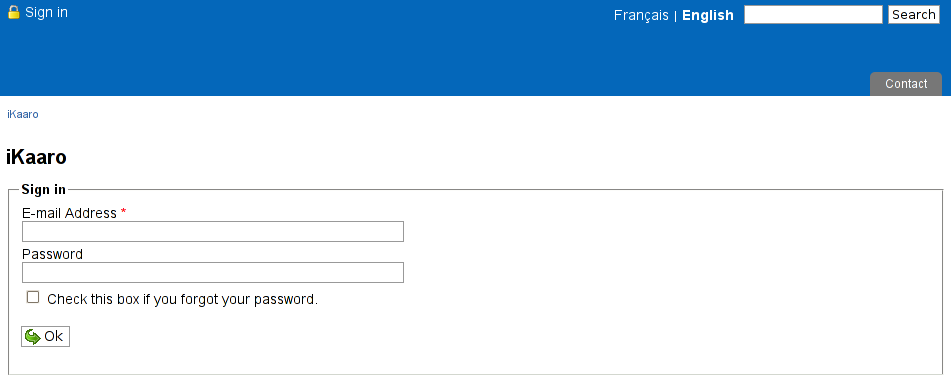 Sign in
Français | English Search
Contact
iKaaro
iKaaro
Sign in
E-mail Address *
Password
Check this box if you forgot your password.
Ok